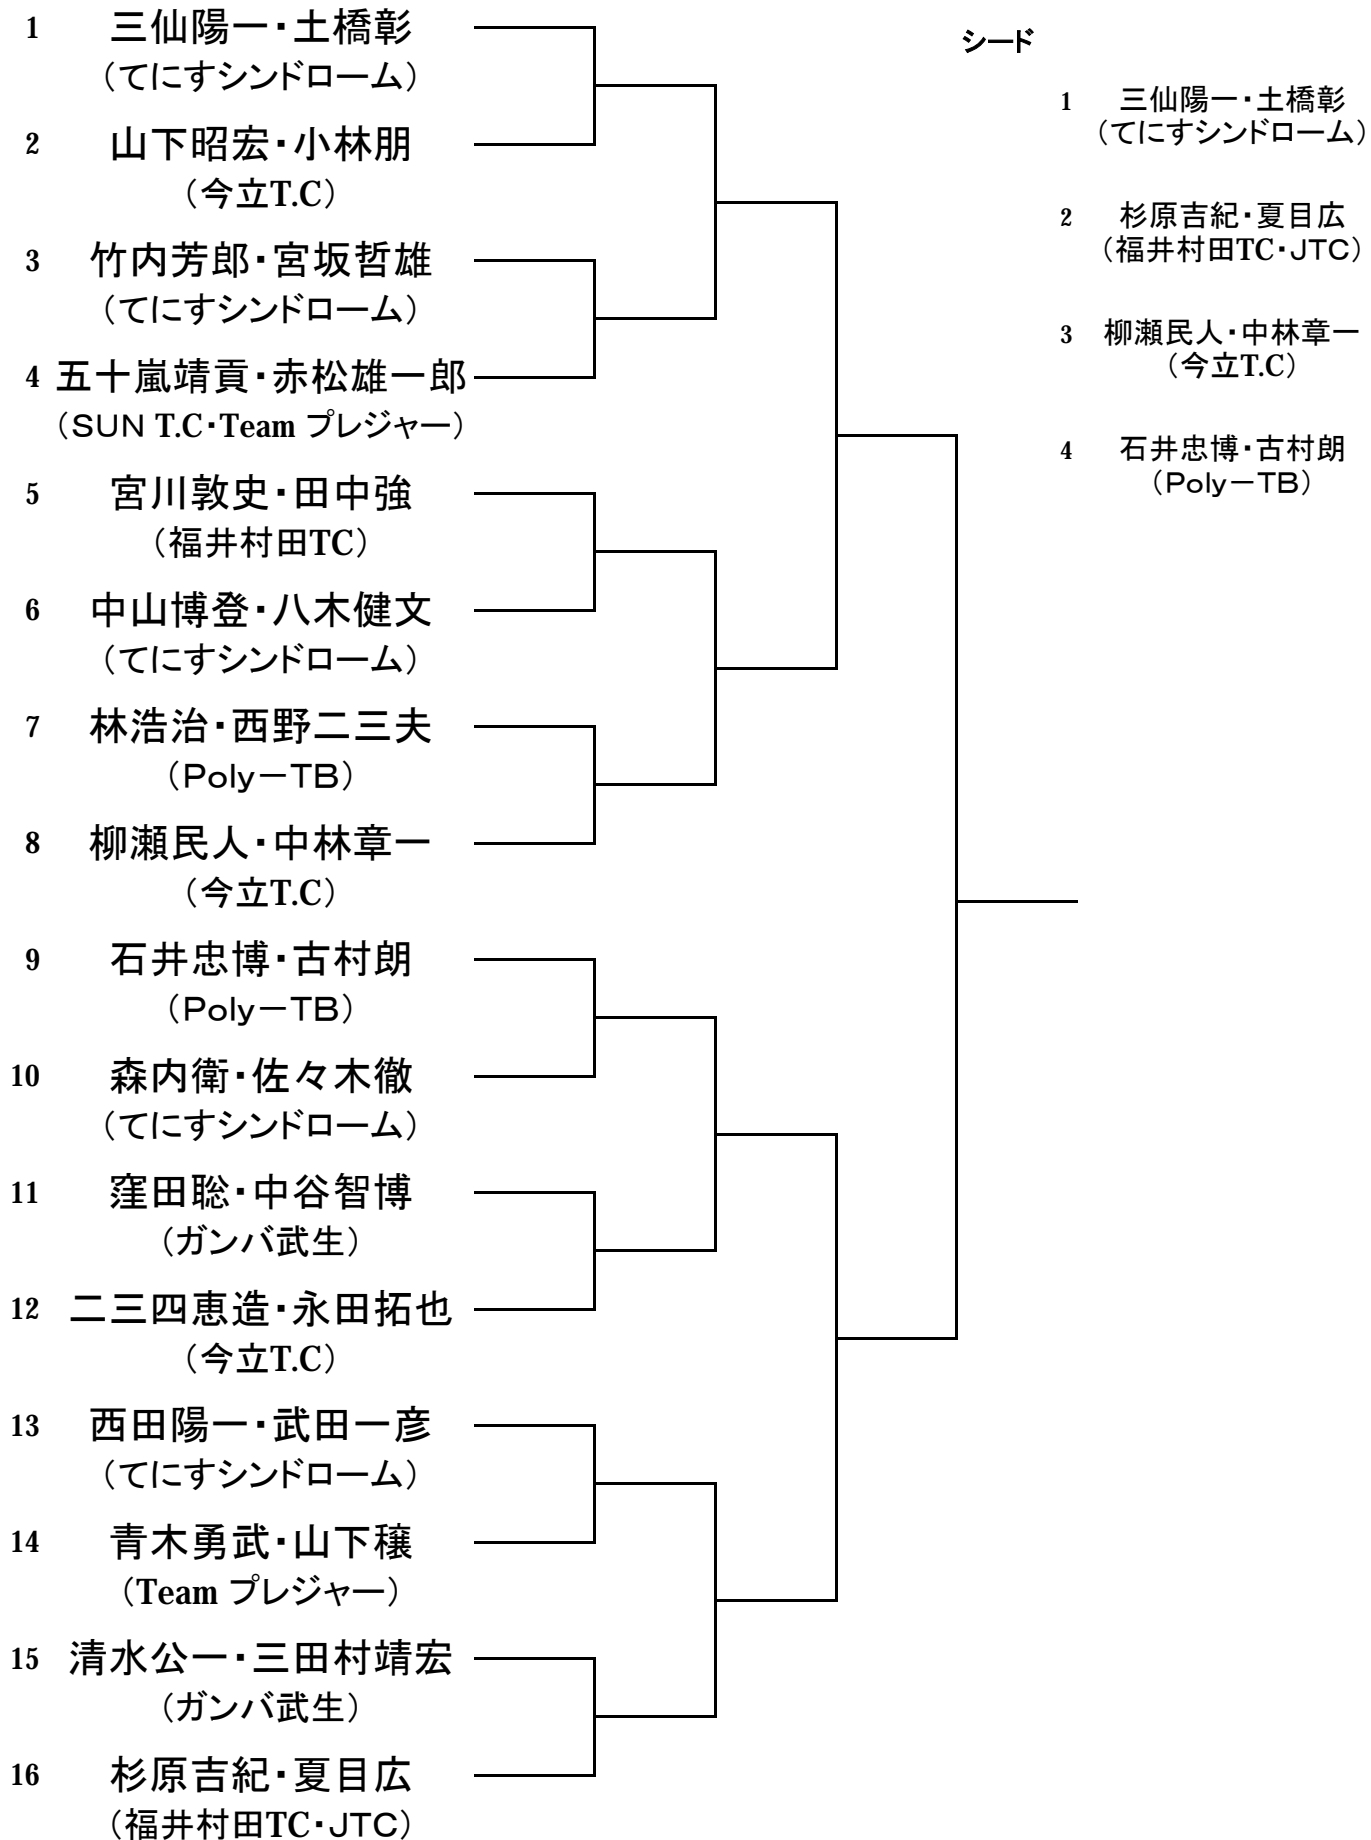 1 三仙陽一・土橋彰
（てにすシンドローム）
2 山下昭宏・小林朋
（今立T.C）
3 竹内芳郎・宮坂哲雄
（てにすシンドローム）
4 五十嵐靖貢・赤松雄一郎
（SUN T.C・Team プレジャー）
5 宮川敦史・田中強
（福井村田TC）
6 中山博登・八木健文
（てにすシンドローム）
7 林浩治・西野二三夫
（Poly－TB）
8 柳瀬民人・中林章一
（今立T.C）
9 石井忠博・古村朗
（Poly－TB）
10 森内衛・佐々木徹
（てにすシンドローム）
11 窪田聡・中谷智博
（ガンバ武生）
12 二三四恵造・永田拓也
（今立T.C）
13 西田陽一・武田一彦
（てにすシンドローム）
14 青木勇武・山下穣
（Team プレジャー）
15 清水公一・三田村靖宏
（ガンバ武生）
16 杉原吉紀・夏目広
（福井村田TC・JTC）
シード
1 三仙陽一・土橋彰
（てにすシンドローム）
2 杉原吉紀・夏目広
（福井村田TC・JTC）
3 柳瀬民人・中林章一
（今立T.C）
4 石井忠博・古村朗
（Poly－TB）